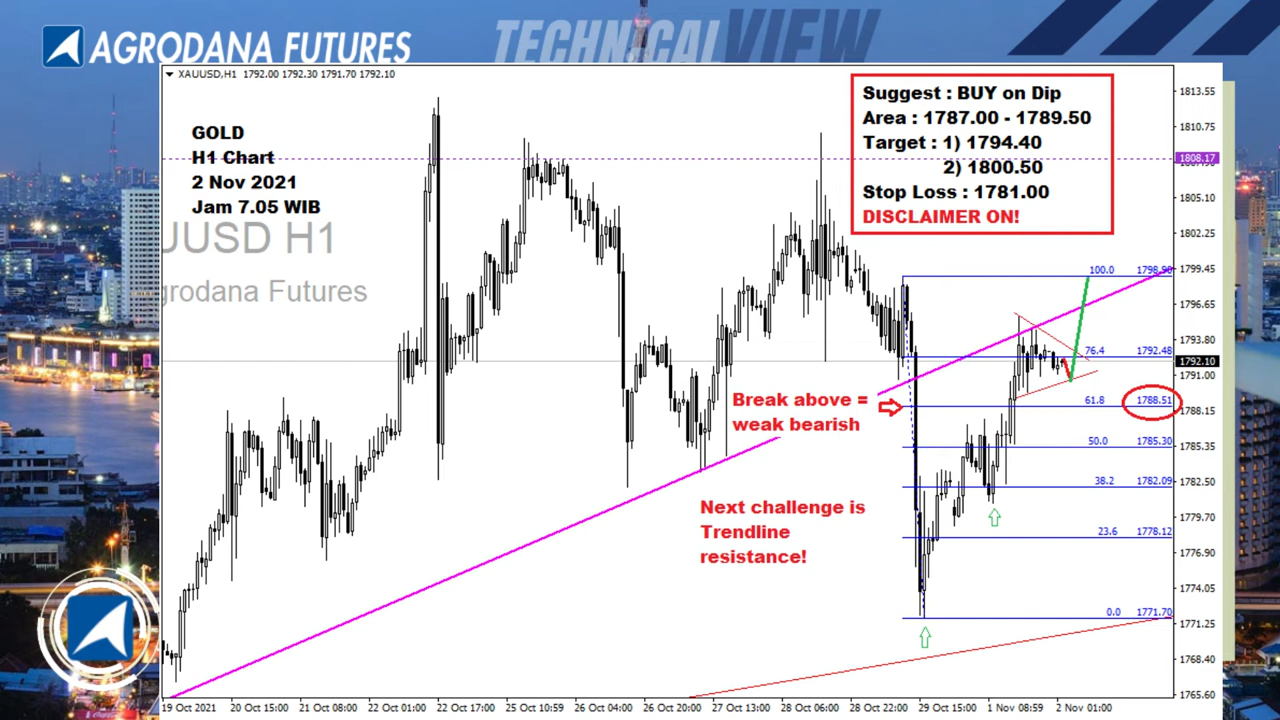 AGRODANA FUTURES
TECHNICAL VIEW
XAUUSD,H1 1792.00 1792.30 1791.70 1792.10
GOLD
H1 Chart
2 Nov 2021
Jam 7.05 WIB
UUSD H1
grodana Futures
Suggest : BUY on Dip
Area : 1787.00 - 1789.50
Target : 1) 1794.40
2) 1800.50
Stop Loss : 1781.00
DISCLAIMER ON!
Break above =
weak bearish
Next challenge is
Trendline
resistance!
100.0 1798.90
76.4 1792.48
61.8 1788.51
50.0 1785.30
38.2 1782.09
23.6 1778.12
0.0 1771.70
1813.55
1810.75
1808.17
1805.10
1802.25
1799.45
1796.65
1793.80
1792.10
1791.00
1788.15
1785.35
1782.50
1779.70
1776.90
1774.05
1771.25
1768.40
1765.60
19 Oct 2021
20 Oct 15:00
21 Oct 08:00
22 Oct 17:00
25 Oct 10:59
26 Oct 04:00
26 Oct 20:00
27 Oct 13:00
28 Oct 06:00
28 Oct 22:00
29 Oct 15:00
1 Nov 08:59
2 Nov 01:00